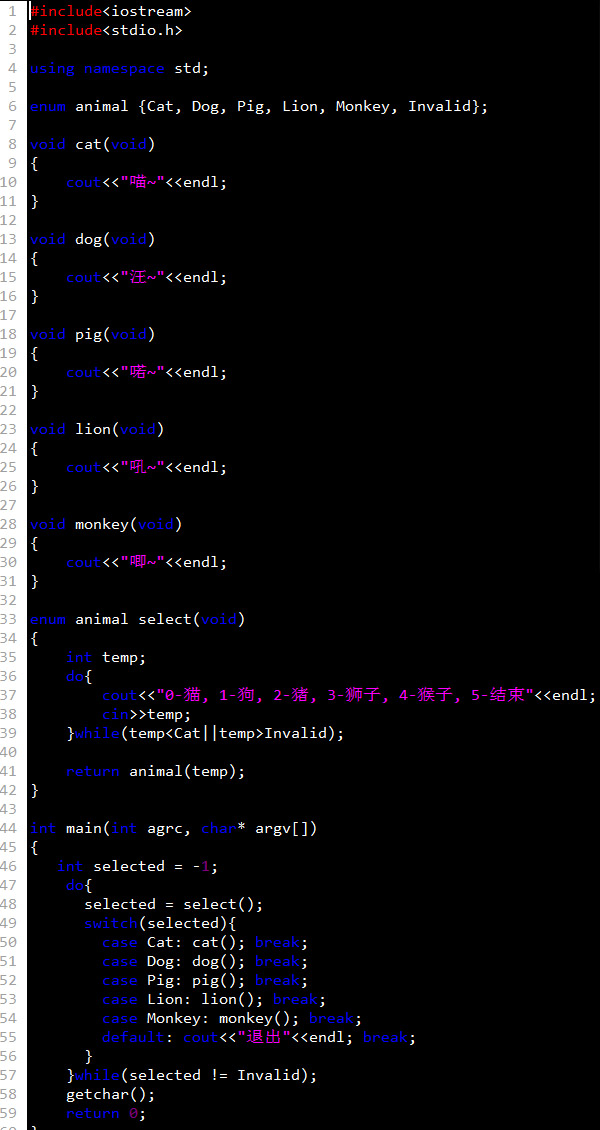 1 #include<iostream>
2 #include<stdio.h>
3
4 using namespace std;
5
6 enum animal {Cat, Dog, Pig, Lion, Monkey, Invalid};
7
8 void cat(void)
9 {
10     cout<<"喵~"<<endl;
11 }
12
13 void dog(void)
14 {
15     cout<<"汪~"<<endl;
16 }
17
18 void pig(void)
19 {
20     cout<<"喏~"<<endl;
21 }
22
23 void lion(void)
24 {
25     cout<<"吼~"<<endl;
26 }
27
28 void monkey(void)
29 {
30     cout<<"唧~"<<endl;
31 }
32
33 enum animal select(void)
34 {
35     int temp;
36     do{
37         cout<<"0-猫, 1-狗, 2-猪, 3-狮子, 4-猴子, 5-结束"<<endl;
38         cin>>temp;
39     }while(temp<Cat||temp>Invalid);
40
41     return animal(temp);
42 }
43
44 int main(int agrc, char* argv[])
45 {
46    int selected = -1;
47     do{
48       selected = select();
49       switch(selected){
50         case Cat: cat(); break;
51         case Dog: dog(); break;
52         case Pig: pig(); break;
53         case Lion: lion(); break;
54         case Monkey: monkey(); break;
55         default: cout<<"退出"<<endl; break;
56       }
57     }while(selected != Invalid);
58     getchar();
59     return 0;